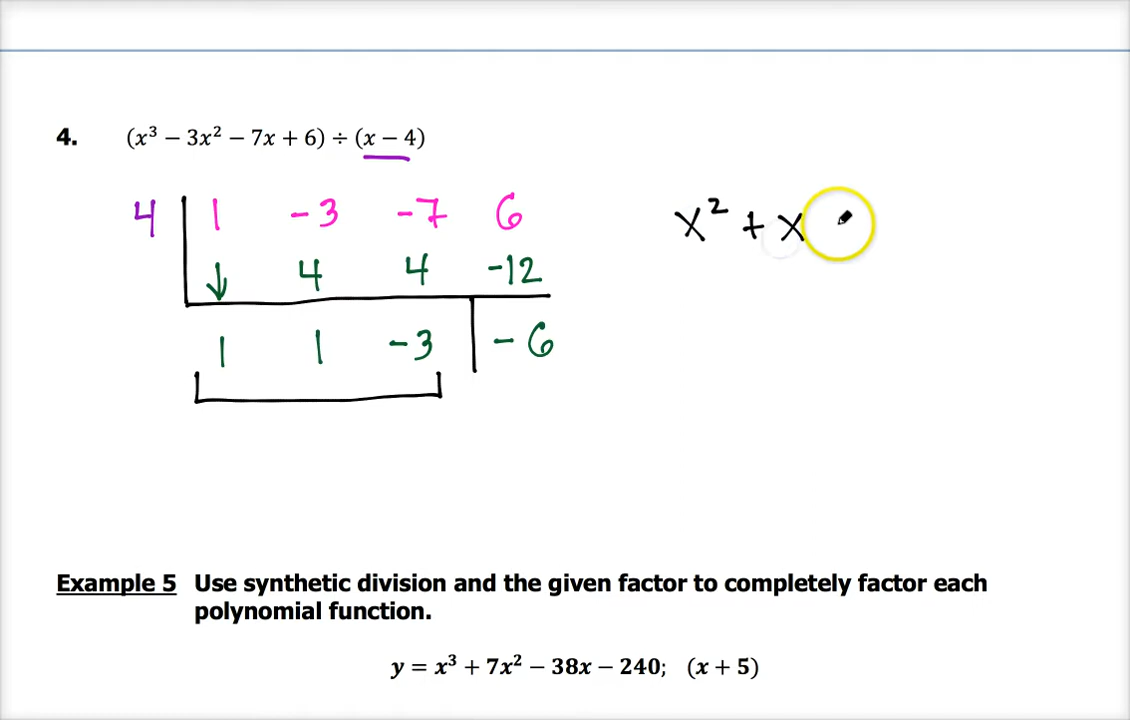 4. (x³ − 3x² − 7x + 6) ÷ (x − 4)
4 1 -3 -7 6
↓ 4 4 -12
1 1 -3 -6
x² + x
Example 5 Use synthetic division and the given factor to completely factor each
polynomial function.
y = x³ + 7x² − 38x − 240; (x + 5)